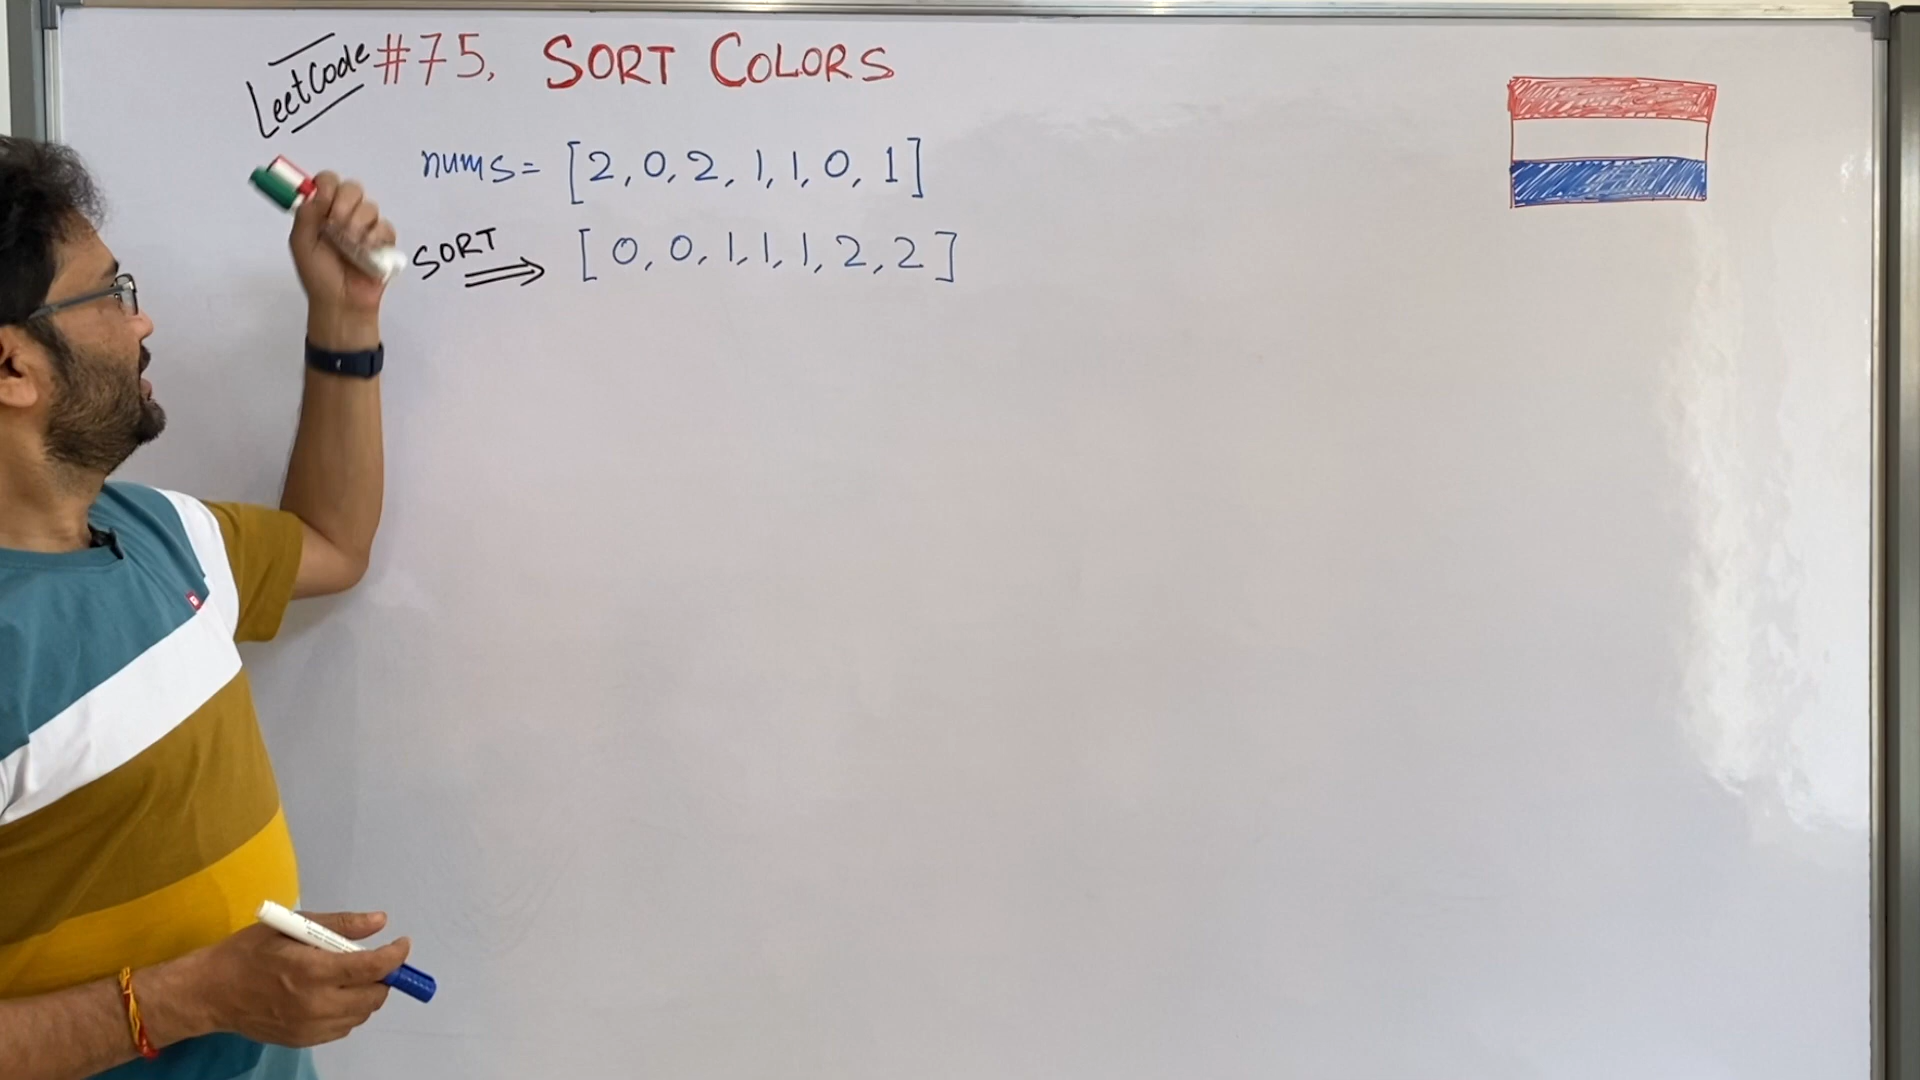 LeetCode #75. SORT COLORS
nums = [2, 0, 2, 1, 1, 0, 1]
SORT ⇒ [0, 0, 1, 1, 1, 2, 2]